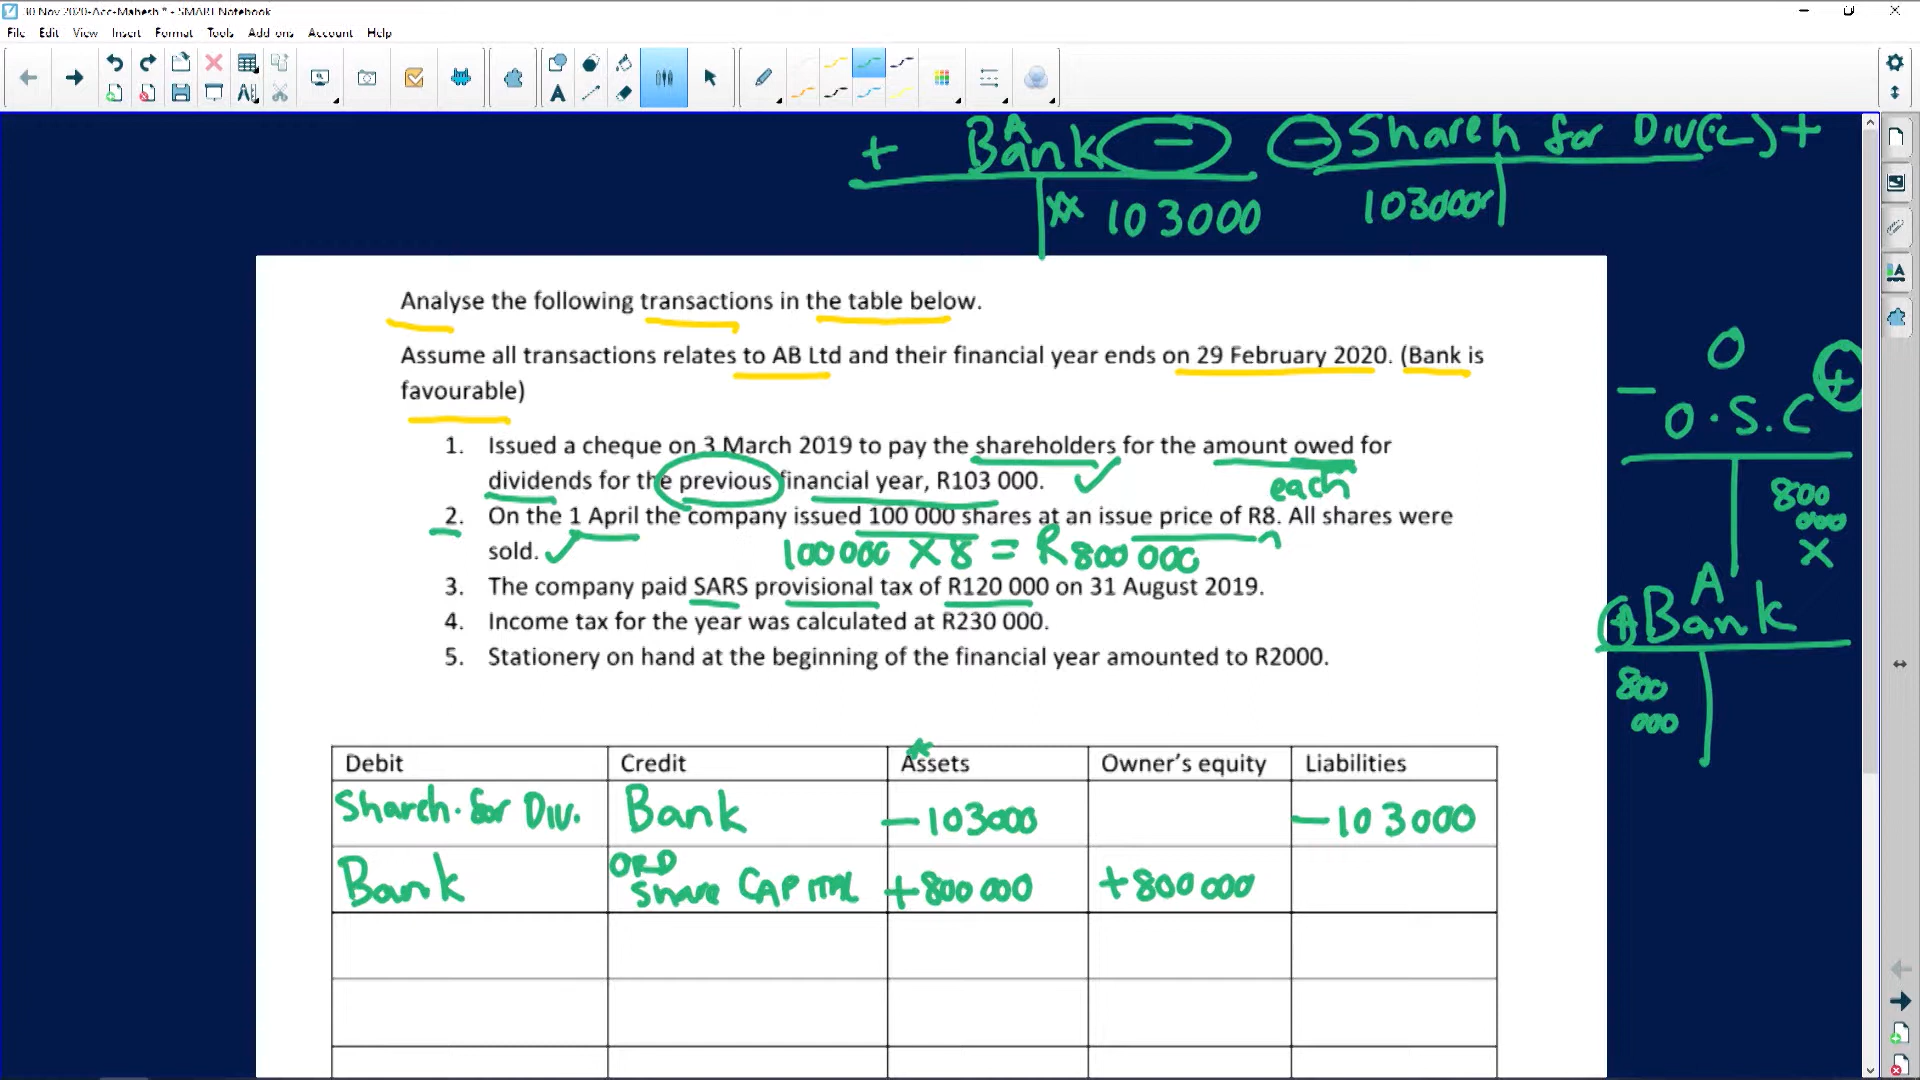 30 Nov 2020-Acc-Mahesh * - SMART Notebook
File Edit View Insert Format Tools Add-ons Account Help
+ Bank A - - Shareh for Div(L) +
xx 103000 103000
Analyse the following transactions in the table below.
Assume all transactions relates to AB Ltd and their financial year ends on 29 February 2020. (Bank is
favourable)
1. Issued a cheque on 3 March 2019 to pay the shareholders for the amount owed for
dividends for the previous financial year, R103 000.
each
2. On the 1 April the company issued 100 000 shares at an issue price of R8. All shares were
sold.
100 000 X 8 = R800 000
3. The company paid SARS provisional tax of R120 000 on 31 August 2019.
4. Income tax for the year was calculated at R230 000.
5. Stationery on hand at the beginning of the financial year amounted to R2000.
O
- O.S.C +
800
000
X
A
+ Bank
800
000
Debit Credit Assets Owner's equity Liabilities
Shareh. for Div. Bank -103000 -103000
Bank ORD Share CAPITAL +800 000 +800 000